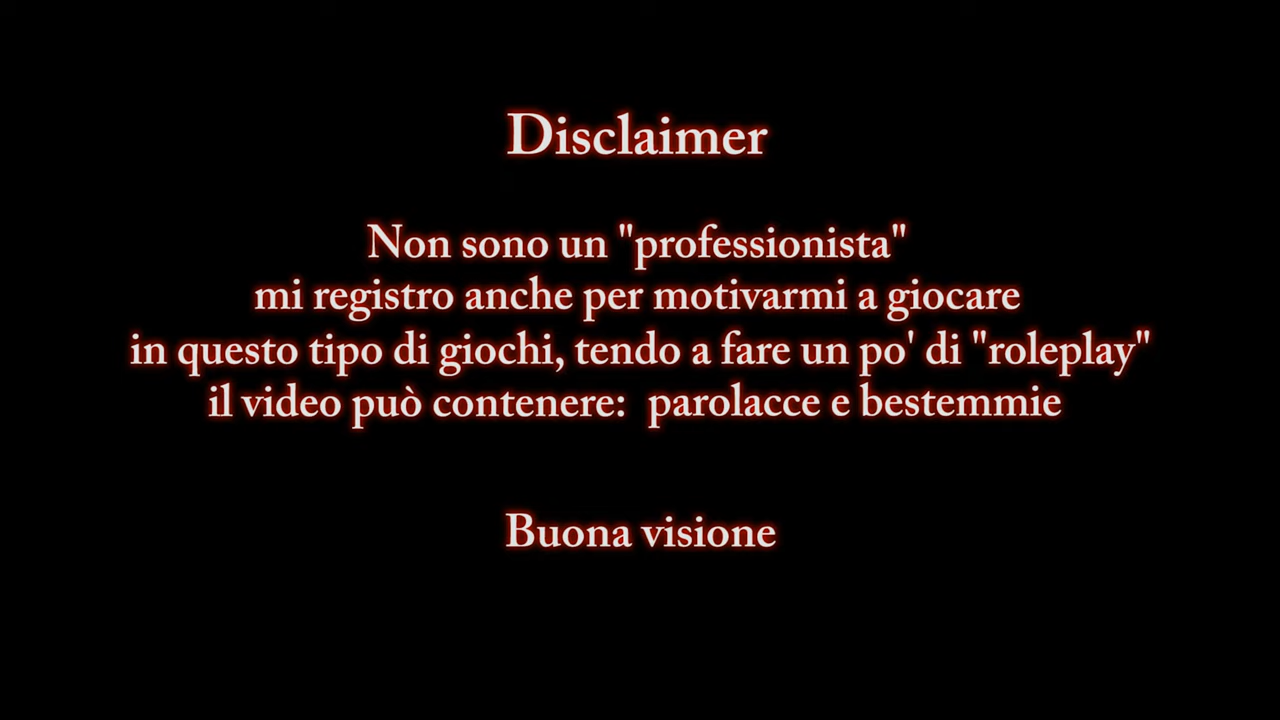 Disclaimer
Non sono un "professionista"
mi registro anche per motivarmi a giocare
in questo tipo di giochi, tendo a fare un po' di "roleplay"
il video può contenere:  parolacce e bestemmie
Buona visione